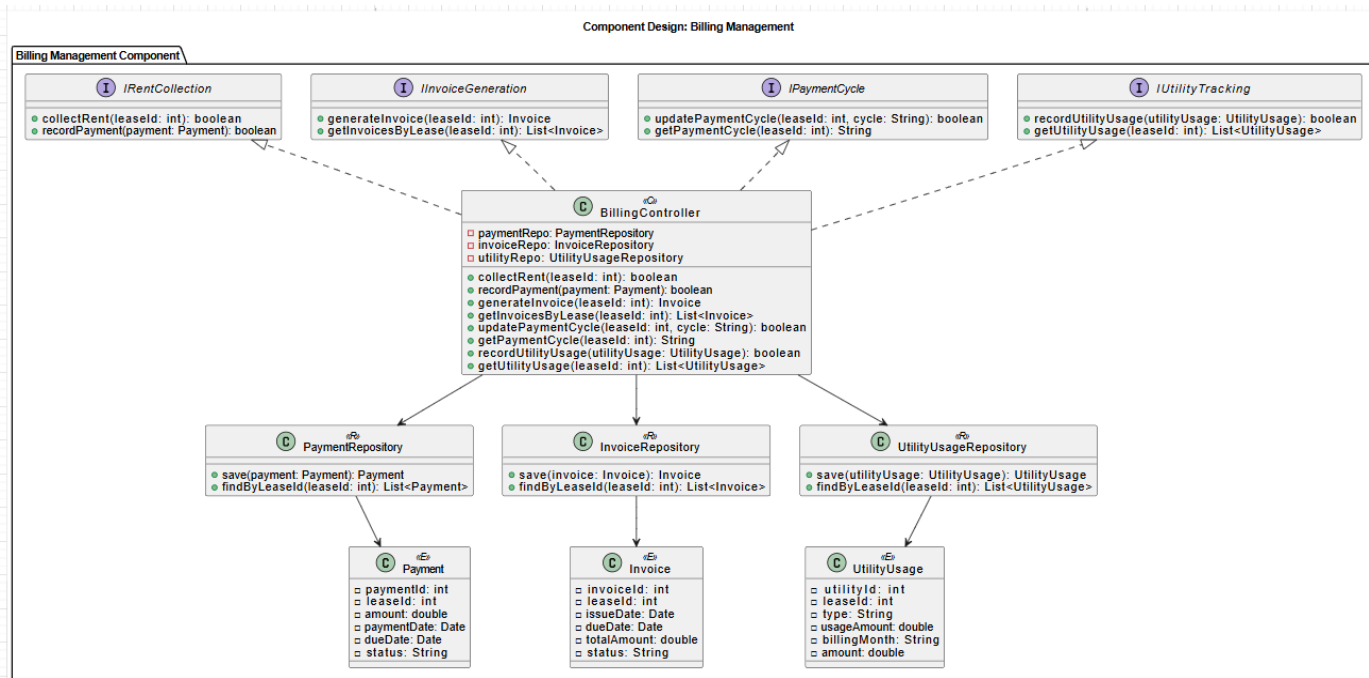 Component Design: Billing Management
Billing Management Component
I IRentCollection
collectRent(leaseId: int): boolean
recordPayment(payment: Payment): boolean
I IInvoiceGeneration
generateInvoice(leaseId: int): Invoice
getInvoicesByLease(leaseId: int): List<Invoice>
I IPaymentCycle
updatePaymentCycle(leaseId: int, cycle: String): boolean
getPaymentCycle(leaseId: int): String
I IUtilityTracking
recordUtilityUsage(utilityUsage: UtilityUsage): boolean
getUtilityUsage(leaseId: int): List<UtilityUsage>
«C»
C BillingController
paymentRepo: PaymentRepository
invoiceRepo: InvoiceRepository
utilityRepo: UtilityUsageRepository
collectRent(leaseId: int): boolean
recordPayment(payment: Payment): boolean
generateInvoice(leaseId: int): Invoice
getInvoicesByLease(leaseId: int): List<Invoice>
updatePaymentCycle(leaseId: int, cycle: String): boolean
getPaymentCycle(leaseId: int): String
recordUtilityUsage(utilityUsage: UtilityUsage): boolean
getUtilityUsage(leaseId: int): List<UtilityUsage>
«R»
C PaymentRepository
save(payment: Payment): Payment
findByLeaseId(leaseId: int): List<Payment>
«R»
C InvoiceRepository
save(invoice: Invoice): Invoice
findByLeaseId(leaseId: int): List<Invoice>
«R»
C UtilityUsageRepository
save(utilityUsage: UtilityUsage): UtilityUsage
findByLeaseId(leaseId: int): List<UtilityUsage>
«E»
C Payment
paymentId: int
leaseId: int
amount: double
paymentDate: Date
dueDate: Date
status: String
«E»
C Invoice
invoiceId: int
leaseId: int
issueDate: Date
dueDate: Date
totalAmount: double
status: String
«E»
C UtilityUsage
utilityId: int
leaseId: int
type: String
usageAmount: double
billingMonth: String
amount: double